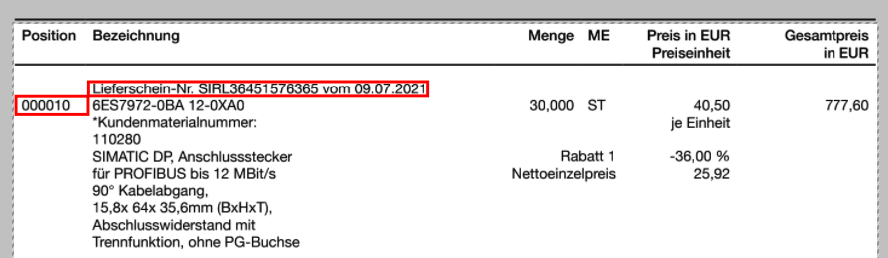 Position Bezeichnung Menge ME Preis in EUR Gesamtpreis
Preiseinheit in EUR
Lieferschein-Nr. SIRL36451576365 vom 09.07.2021
000010 6ES7972-0BA 12-0XA0 30,000 ST 40,50 777,60
*Kundenmaterialnummer: je Einheit
110280
SIMATIC DP, Anschlussstecker Rabatt 1 -36,00 %
für PROFIBUS bis 12 MBit/s Nettoeinzelpreis 25,92
90° Kabelabgang,
15,8x 64x 35,6mm (BxHxT),
Abschlusswiderstand mit
Trennfunktion, ohne PG-Buchse